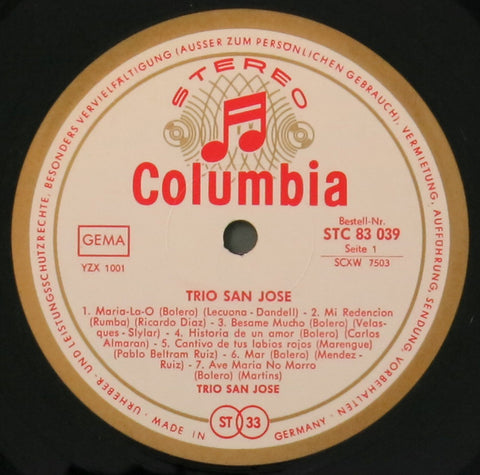 URHEBER- UND LEISTUNGSSCHUTZRECHTE, BESONDERS VERVIELFÄLTIGUNG (AUSSER ZUM PERSÖNLICHEN GEBRAUCH), VERMIETUNG, AUFFÜHRUNG, SENDUNG, VORBEHALTEN ·
STEREO
Columbia
GEMA
YZX 1001
Bestell-Nr.
STC 83 039
Seite 1
SCXW 7503
TRIO SAN JOSE
1. Maria-La-O (Bolero) (Lecuona - Dandell) - 2. Mi Redencion
(Rumba) (Ricardo Diaz) - 3. Besame Mucho (Bolero) (Velas-
ques - Slylar) - 4. Historia de un amor (Bolero) (Carlos
Almaran) - 5. Cantivo de tus labios rojos (Marengue)
(Pablo Beltram Ruiz) - 6. Mar (Bolero) (Mendez -
Ruiz) - 7. Ave Maria No Morro
(Bolero) (Martins)
TRIO SAN JOSE
ST 33
MADE IN GERMANY ·